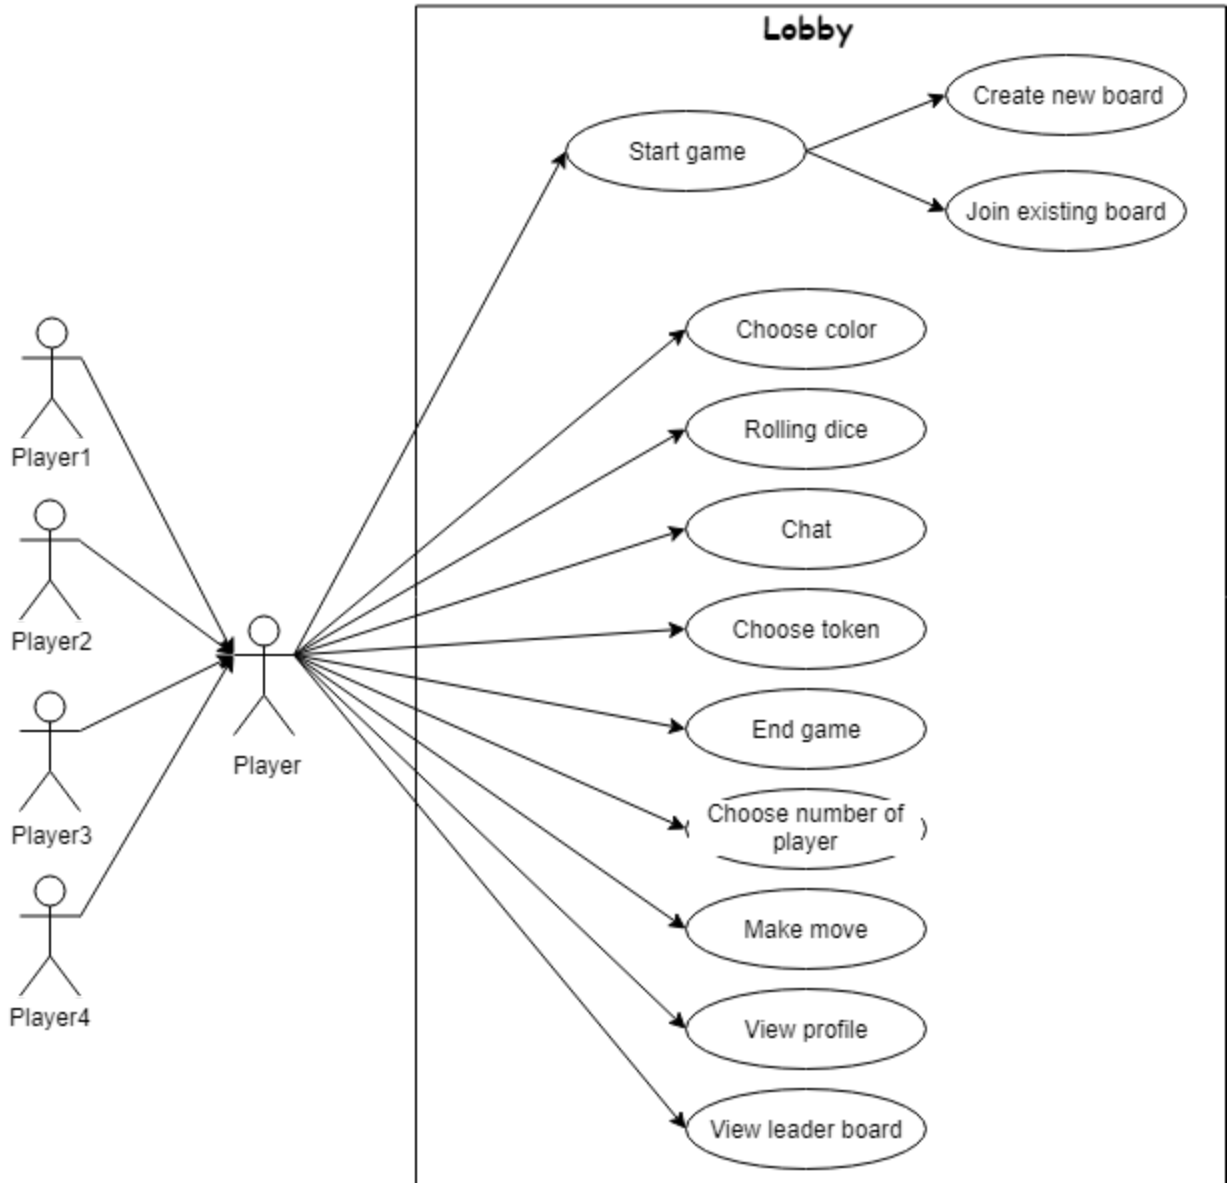 Lobby
Create new board
Start game
Join existing board
Choose color
Rolling dice
Player1
Chat
Player2
Choose token
End game
Player
Choose number of
player
Player3
Make move
Player4
View profile
View leader board